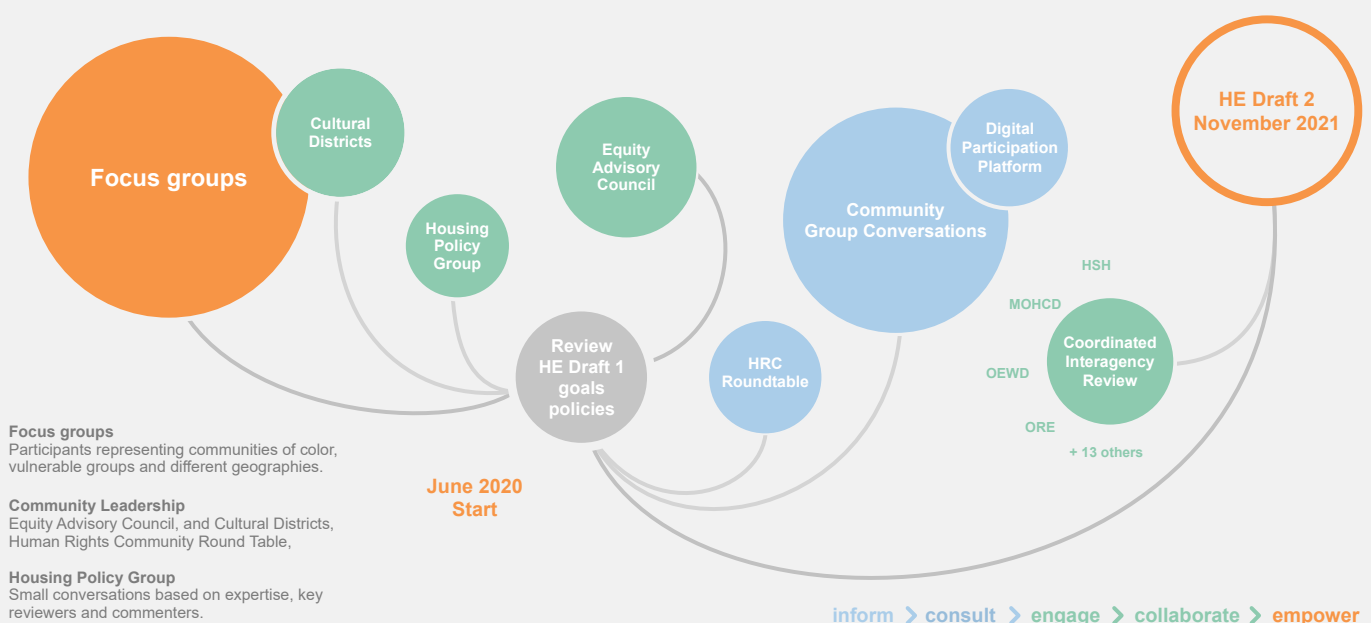 Focus groups
Cultural
Districts
Housing
Policy
Group
Equity
Advisory
Council
Review
HE Draft 1
goals
policies
HRC
Roundtable
Community
Group Conversations
Digital
Participation
Platform
HE Draft 2
November 2021
HSH
MOHCD
OEWD
ORE
+ 13 others
Coordinated
Interagency
Review
June 2020
Start
Focus groups
Participants representing communities of color,
vulnerable groups and different geographies.
Community Leadership
Equity Advisory Council, and Cultural Districts,
Human Rights Community Round Table,
Housing Policy Group
Small conversations based on expertise, key
reviewers and commenters.
inform > consult > engage > collaborate > empower